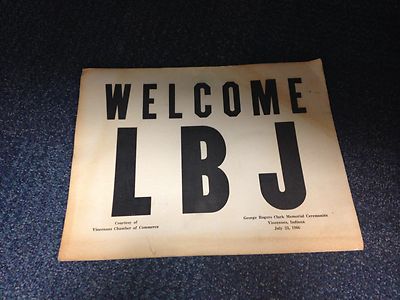 WELCOME
LBJ
Courtesy of
Vincennes Chamber of Commerce
George Rogers Clark Memorial Ceremonies
Vincennes, Indiana
July 23, 1966